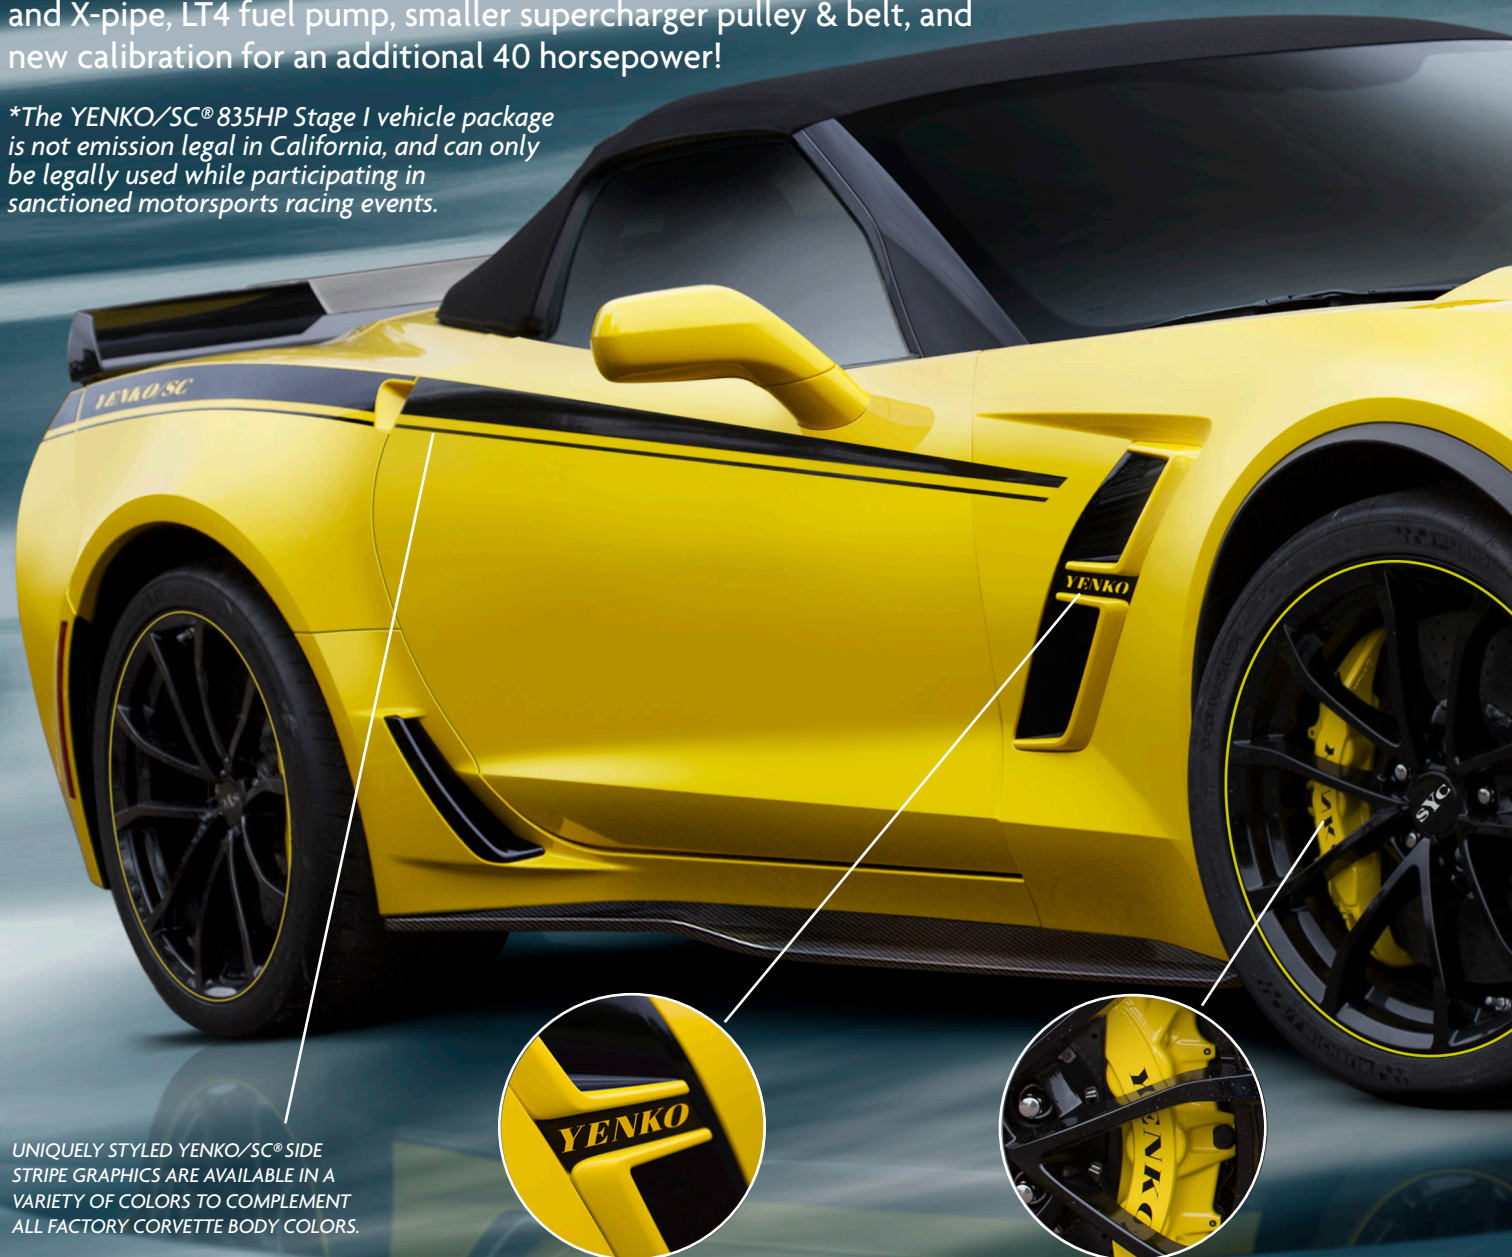 and X-pipe, LT4 fuel pump, smaller supercharger pulley & belt, and
new calibration for an additional 40 horsepower!
*The YENKO/SC® 835HP Stage I vehicle package
is not emission legal in California, and can only
be legally used while participating in
sanctioned motorsports racing events.
YENKO/SC
YENKO
SYC
YENKO
YENKO
UNIQUELY STYLED YENKO/SC® SIDE
STRIPE GRAPHICS ARE AVAILABLE IN A
VARIETY OF COLORS TO COMPLEMENT
ALL FACTORY CORVETTE BODY COLORS.